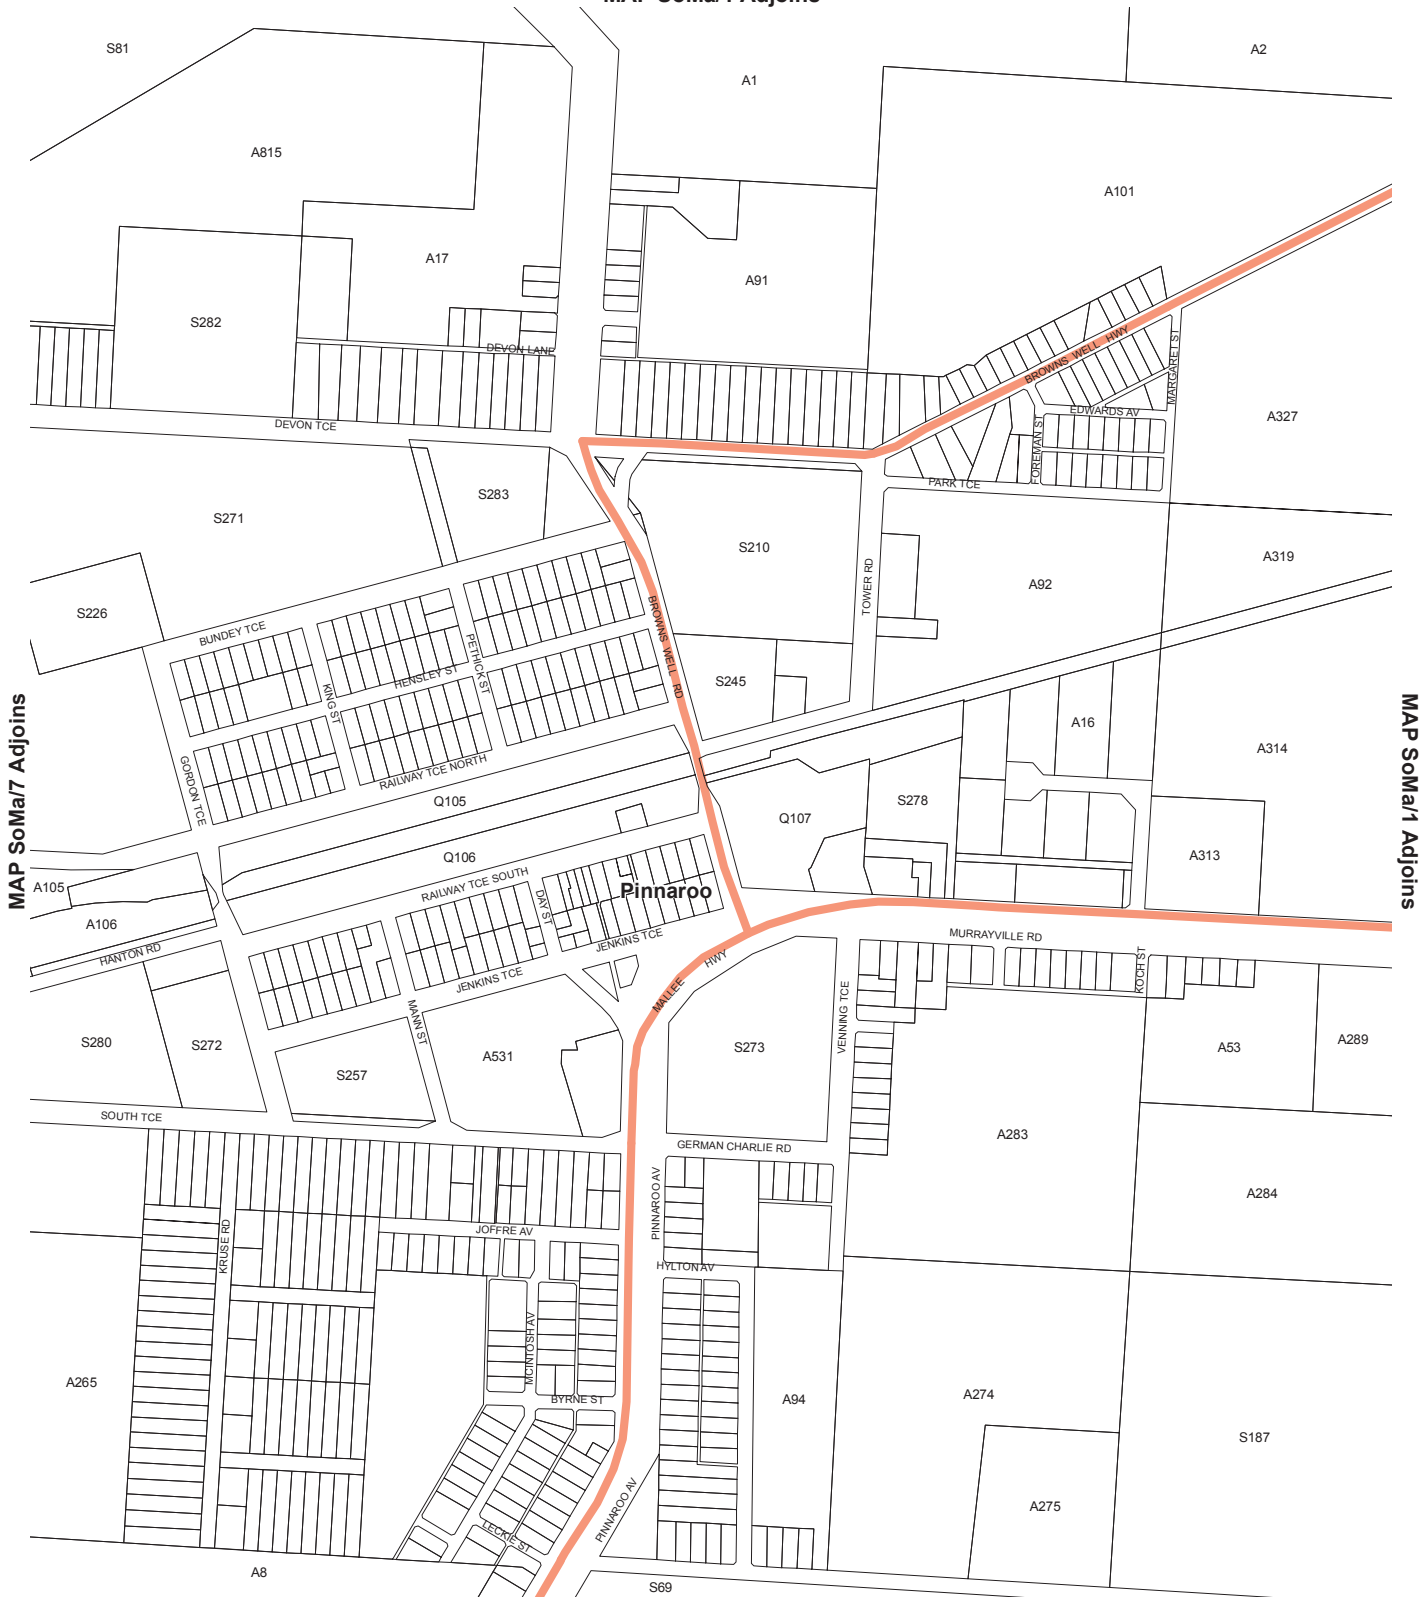 MAP SoMa/1 Adjoins
S81
A2
A1
A815
A101
A17
A91
S282
DEVON LANE
BROWNS WELL HWY
MARGARET ST
EDWARDS AV
A327
DEVON TCE
FOREMAN ST
PARK TCE
S283
S271
S210
A319
TOWER RD
A92
S226
BUNDEY TCE
BROWNS WELL RD
PETHICK ST
HENSLEY ST
KING ST
S245
A16
A314
MAP SoMa/7 Adjoins
MAP SoMa/1 Adjoins
GORDON TCE
RAILWAY TCE NORTH
Q105
S278
Q107
Q106
A313
A105
RAILWAY TCE SOUTH
Pinnaroo
DAY ST
A106
JENKINS TCE
MURRAYVILLE RD
HANTON RD
HWY
KOCH ST
JENKINS TCE
MALLEE
MANN ST
VENNING TCE
S280
S272
A531
S273
A53
A289
S257
SOUTH TCE
A283
GERMAN CHARLIE RD
A284
PINNAROO AV
JOFFRE AV
KRUSE RD
HYLTON AV
MCINTOSH AV
A265
BYRNE ST
A94
A274
S187
PINNAROO AV
A275
LECKIE ST
A8
S69